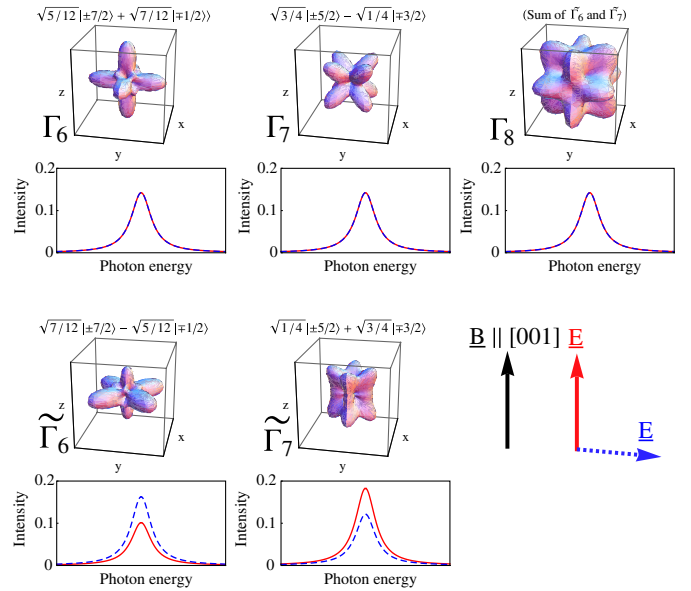 √5/12 |±7/2⟩ + √7/12 |∓1/2⟩⟩
√3/4 |±5/2⟩ − √1/4 |∓3/2⟩
(Sum of Γ̃6 and Γ̃7)
z
x
y
Γ6
z
x
y
Γ7
z
x
y
Γ8
0.2
0.1
0
Intensity
Photon energy
0.2
0.1
0
Intensity
Photon energy
0.2
0.1
0
Intensity
Photon energy
√7/12 |±7/2⟩ − √5/12 |∓1/2⟩
√1/4 |±5/2⟩ + √3/4 |∓3/2⟩
z
x
y
Γ̃6
z
x
y
Γ̃7
B || [001] E
E
0.2
0.1
0
Intensity
Photon energy
0.2
0.1
0
Intensity
Photon energy